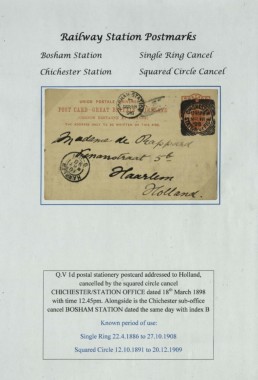 Railway Station Postmarks
Bosham Station Single Ring Cancel
Chichester Station Squared Circle Cancel
UNION POSTALE
POST CARD-GREAT
Madame de Rappard
5c
Haarlem
Holland
Q.V 1d postal stationery postcard addressed to Holland,
cancelled by the squared circle cancel
CHICHESTER/STATION OFFICE dated 18th March 1898
with time 12.45pm. Alongside is the Chichester sub-office
cancel BOSHAM STATION dated the same day with index B
Known period of use:
Single Ring 22.4.1886 to 27.10.1908
Squared Circle 12.10.1891 to 20.12.1909